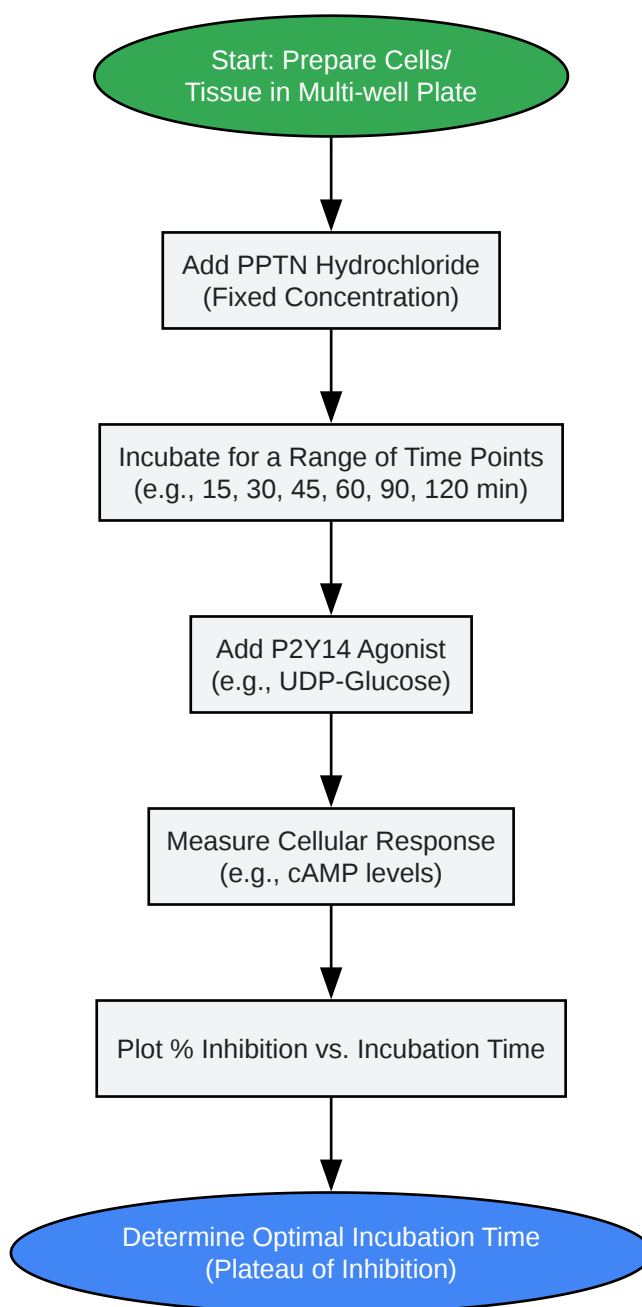 Start: Prepare Cells/
Tissue in Multi-well Plate
Add PPTN Hydrochloride
(Fixed Concentration)
Incubate for a Range of Time Points
(e.g., 15, 30, 45, 60, 90, 120 min)
Add P2Y14 Agonist
(e.g., UDP-Glucose)
Measure Cellular Response
(e.g., cAMP levels)
Plot % Inhibition vs. Incubation Time
Determine Optimal Incubation Time
(Plateau of Inhibition)